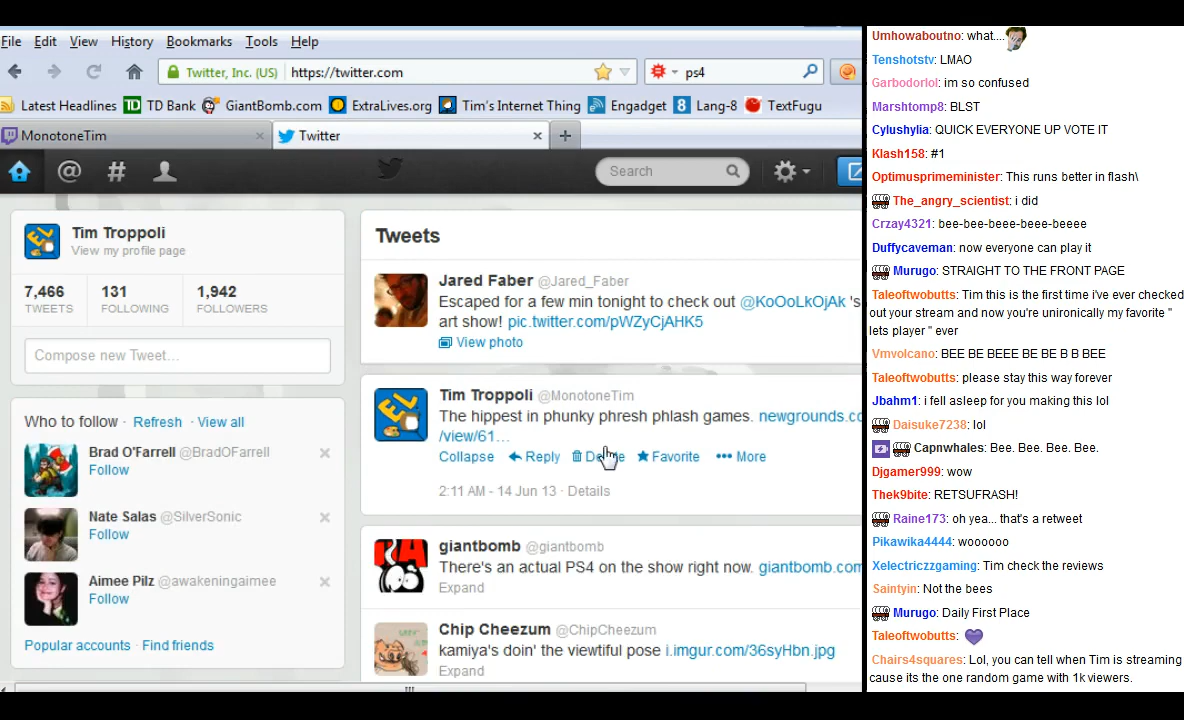 File Edit View History Bookmarks Tools Help
Twitter, Inc. (US) https://twitter.com ps4
Latest Headlines TD Bank GiantBomb.com ExtraLives.org Tim's Internet Thing Engadget Lang-8 TextFugu
MonotoneTim Twitter
Search
Tim Troppoli
View my profile page
7,466 131 1,942
TWEETS FOLLOWING FOLLOWERS
Compose new Tweet...
Who to follow · Refresh · View all
Brad O'Farrell @BradOFarrell
Follow
Nate Salas @SilverSonic
Follow
Aimee Pilz @awakeningaimee
Follow
Popular accounts · Find friends
Tweets
Jared Faber @Jared_Faber
Escaped for a few min tonight to check out @KoOoLkOjAk 's
art show! pic.twitter.com/pWZyCjAHK5
View photo
Tim Troppoli @MonotoneTim
The hippest in phunky phresh phlash games. newgrounds.co
/view/61...
Collapse Reply Favorite More
2:11 AM - 14 Jun 13 · Details
giantbomb @giantbomb
There's an actual PS4 on the show right now. giantbomb.com
Expand
Chip Cheezum @ChipCheezum
kamiya's doin' the viewtiful pose i.imgur.com/36syHbn.jpg
Expand
Umhowaboutno: what....
Tenshotstv: LMAO
Garbodorlol: im so confused
Marshtomp8: BLST
Cylushylia: QUICK EVERYONE UP VOTE IT
Klash158: #1
Optimusprimeminister: This runs better in flash\
The_angry_scientist: i did
Crzay4321: bee-bee-beee-beee-beeee
Duffycaveman: now everyone can play it
Murugo: STRAIGHT TO THE FRONT PAGE
Taleoftwobutts: Tim this is the first time i've ever checked
out your stream and now you're unironically my favorite "
lets player " ever
Vmvolcano: BEE BE BEEE BE BE B B BEE
Taleoftwobutts: please stay this way forever
Jbahm1: i fell asleep for you making this lol
Daisuke7238: lol
Capnwhales: Bee. Bee. Bee. Bee.
Djgamer999: wow
Thek9bite: RETSUFRASH!
Raine173: oh yea... that's a retweet
Pikawika4444: woooooo
Xelectriczzgaming: Tim check the reviews
Saintyin: Not the bees
Murugo: Daily First Place
Taleoftwobutts:
Chairs4squares: Lol, you can tell when Tim is streaming
cause its the one random game with 1k viewers.